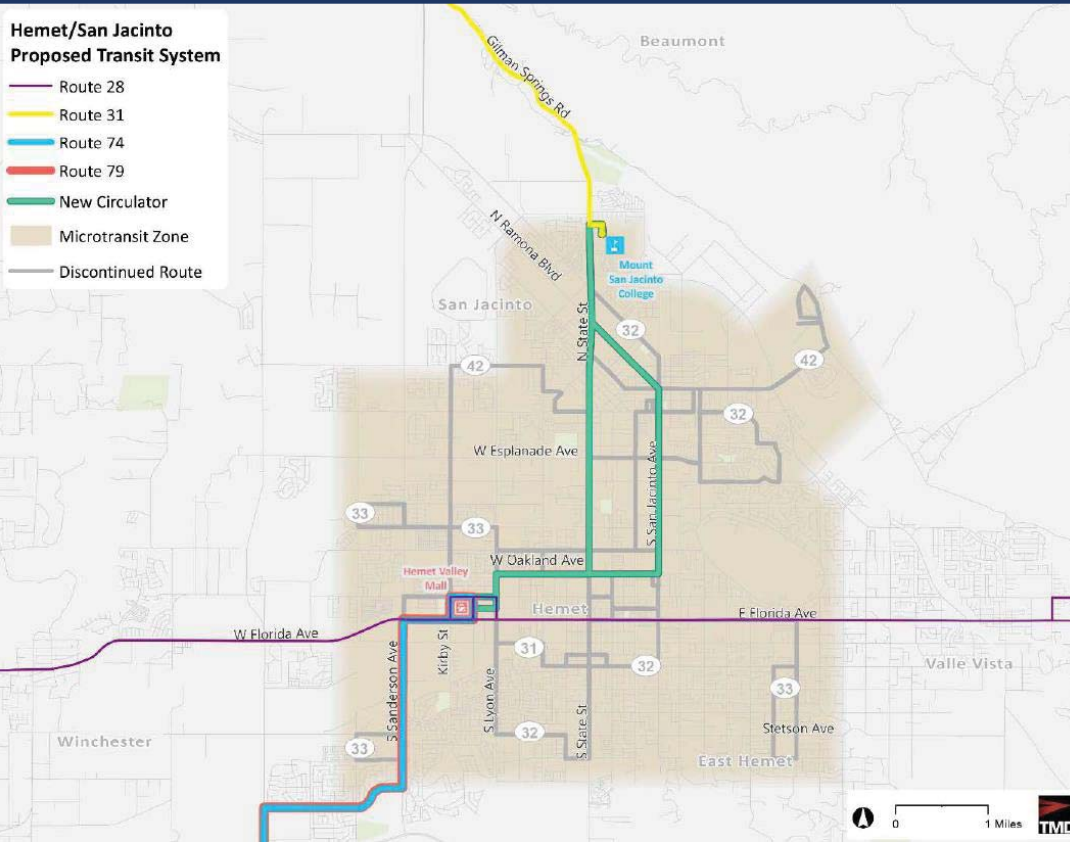 Hemet/San Jacinto
Proposed Transit System
Route 28
Route 31
Route 74
Route 79
New Circulator
Microtransit Zone
Discontinued Route
Beaumont
Gilman Springs Rd
N Ramona Blvd
Mount
San Jacinto
College
San Jacinto
N State St
32
42
42
32
W Esplanade Ave
S San Jacinto Ave
33
33
W Oakland Ave
Hemet Valley
Mall
Hemet
E Florida Ave
W Florida Ave
Kirby St
31
32
Valle Vista
S Sanderson Ave
S Lyon Ave
33
S State St
Stetson Ave
32
Winchester
33
East Hemet
0
1 Miles
TMD